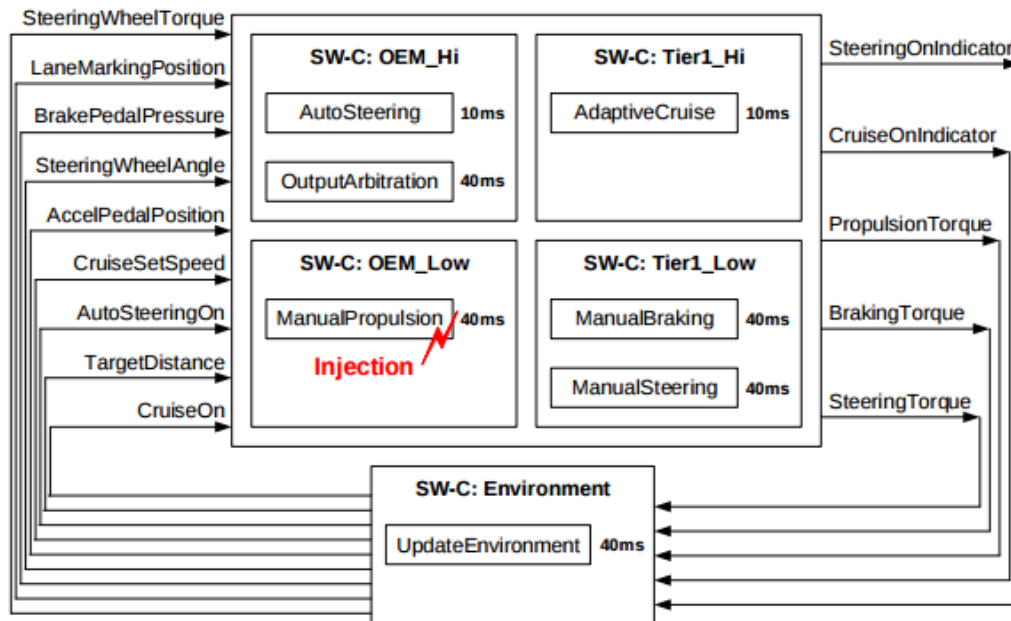 SteeringWheelTorque
LaneMarkingPosition
BrakePedalPressure
SteeringWheelAngle
AccelPedalPosition
CruiseSetSpeed
AutoSteeringOn
TargetDistance
CruiseOn
SW-C: OEM_Hi
AutoSteering 10ms
OutputArbitration 40ms
SW-C: Tier1_Hi
AdaptiveCruise 10ms
SW-C: OEM_Low
ManualPropulsion 40ms
Injection
SW-C: Tier1_Low
ManualBraking 40ms
ManualSteering 40ms
SteeringOnIndicator
CruiseOnIndicator
PropulsionTorque
BrakingTorque
SteeringTorque
SW-C: Environment
UpdateEnvironment 40ms